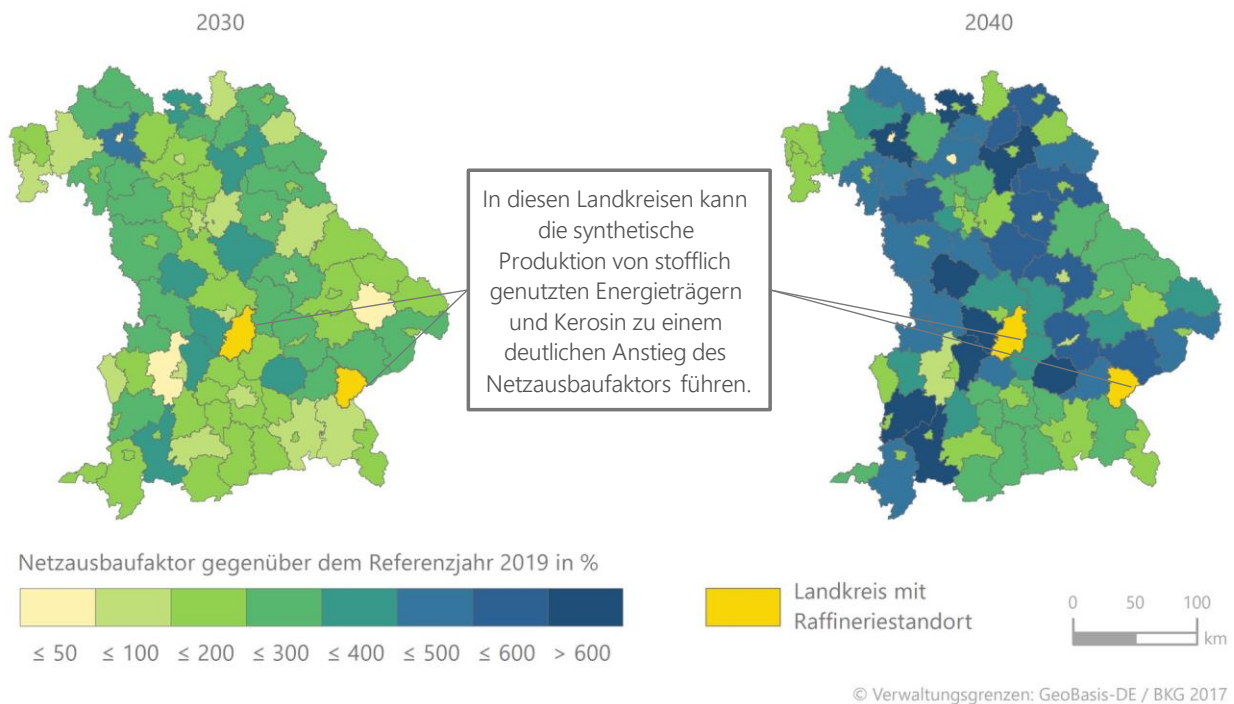 2030
2040
In diesen Landkreisen kann
die synthetische
Produktion von stofflich
genutzten Energieträgern
und Kerosin zu einem
deutlichen Anstieg des
Netzausbaufaktors führen.
Netzausbaufaktor gegenüber dem Referenzjahr 2019 in %
≤ 50 ≤ 100 ≤ 200 ≤ 300 ≤ 400 ≤ 500 ≤ 600 > 600
Landkreis mit
Raffineriestandort
0 50 100
km
© Verwaltungsgrenzen: GeoBasis-DE / BKG 2017